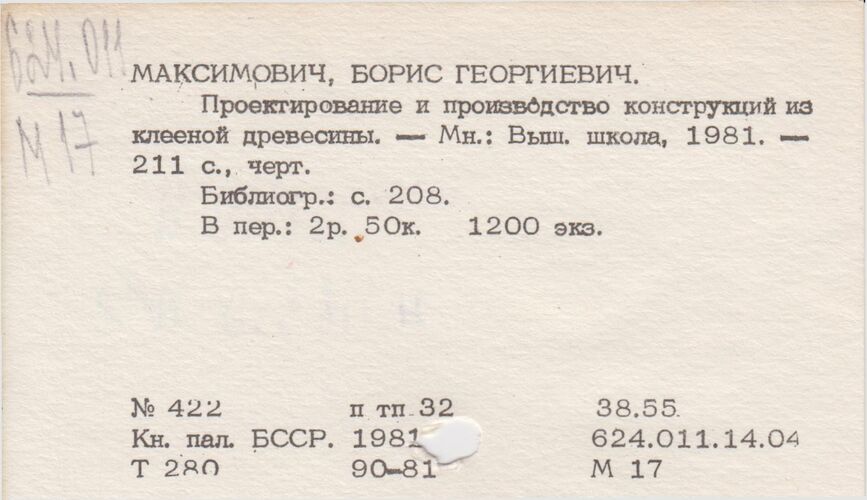 624.011
М 17
МАКСИМОВИЧ, БОРИС ГЕОРГИЕВИЧ.
Проектирование и производство конструкций из
клееной древесины. — Мн.: Выш. школа, 1981. —
211 с., черт.
Библиогр.: с. 208.
В пер.: 2р. 50к. 1200 экз.
№ 422 п тп 32 38.55
Кн. пал. БССР. 1981 624.011.14.04
Т 280 90-81 М 17